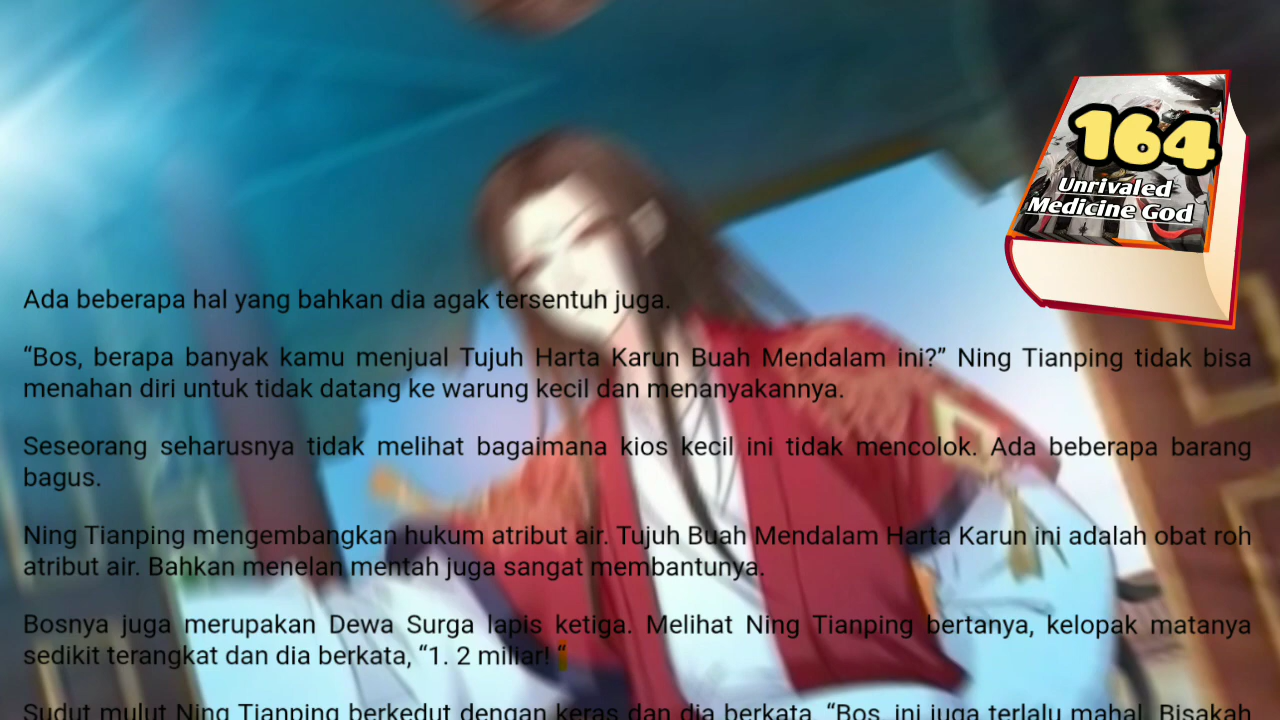 164
Unrivaled
Medicine God
Ada beberapa hal yang bahkan dia agak tersentuh juga.
“Bos, berapa banyak kamu menjual Tujuh Harta Karun Buah Mendalam ini?” Ning Tianping tidak bisa
menahan diri untuk tidak datang ke warung kecil dan menanyakannya.
Seseorang seharusnya tidak melihat bagaimana kios kecil ini tidak mencolok. Ada beberapa barang
bagus.
Ning Tianping mengembangkan hukum atribut air. Tujuh Buah Mendalam Harta Karun ini adalah obat roh
atribut air. Bahkan menelan mentah juga sangat membantunya.
Bosnya juga merupakan Dewa Surga lapis ketiga. Melihat Ning Tianping bertanya, kelopak matanya
sedikit terangkat dan dia berkata, “1. 2 miliar! “
Sudut mulut Ning Tianping berkedut dengan keras dan dia berkata, “Bos, ini juga terlalu mahal. Bisakah